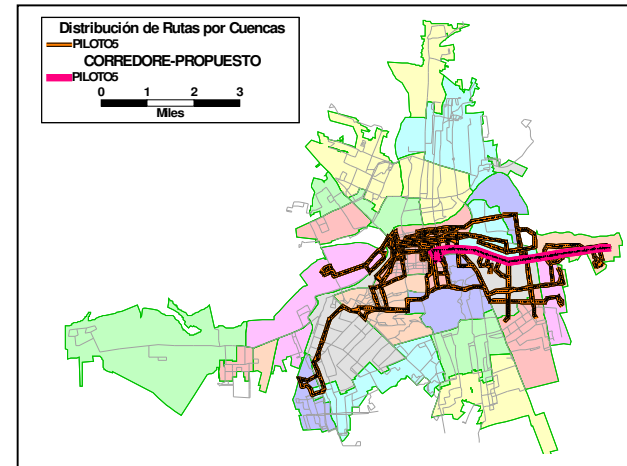 Distribución de Rutas por Cuencas
PILOTO5
CORREDORE-PROPUESTO
PILOTO5
0 1 2 3
Miles